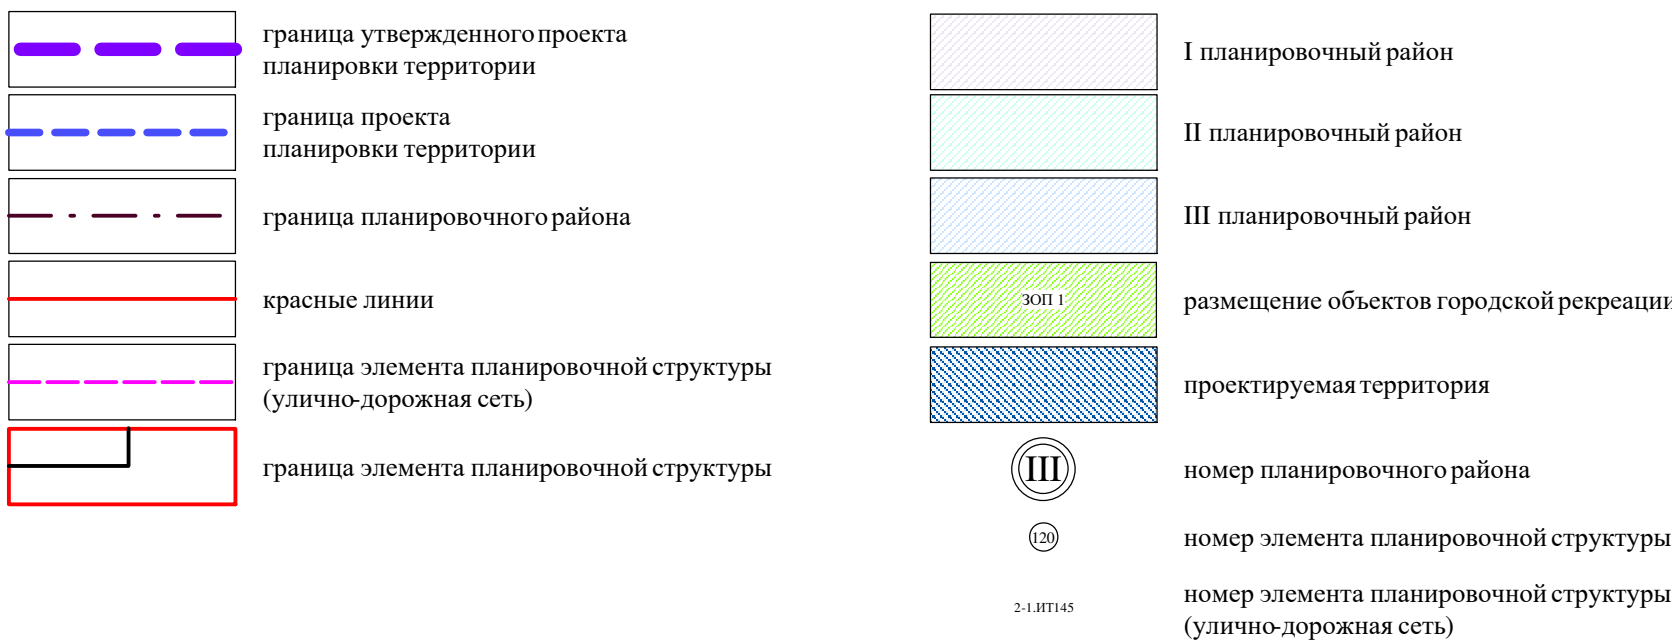 граница утвержденного проекта
планировки территории
граница проекта
планировки территории
граница планировочного района
красные линии
граница элемента планировочной структуры
(улично-дорожная сеть)
граница элемента планировочной структуры
I планировочный район
II планировочный район
III планировочный район
ЗОП 1
размещение объектов городской рекреации
проектируемая территория
III
номер планировочного района
120
номер элемента планировочной структуры
2-1.ИТ145
номер элемента планировочной структуры
(улично-дорожная сеть)